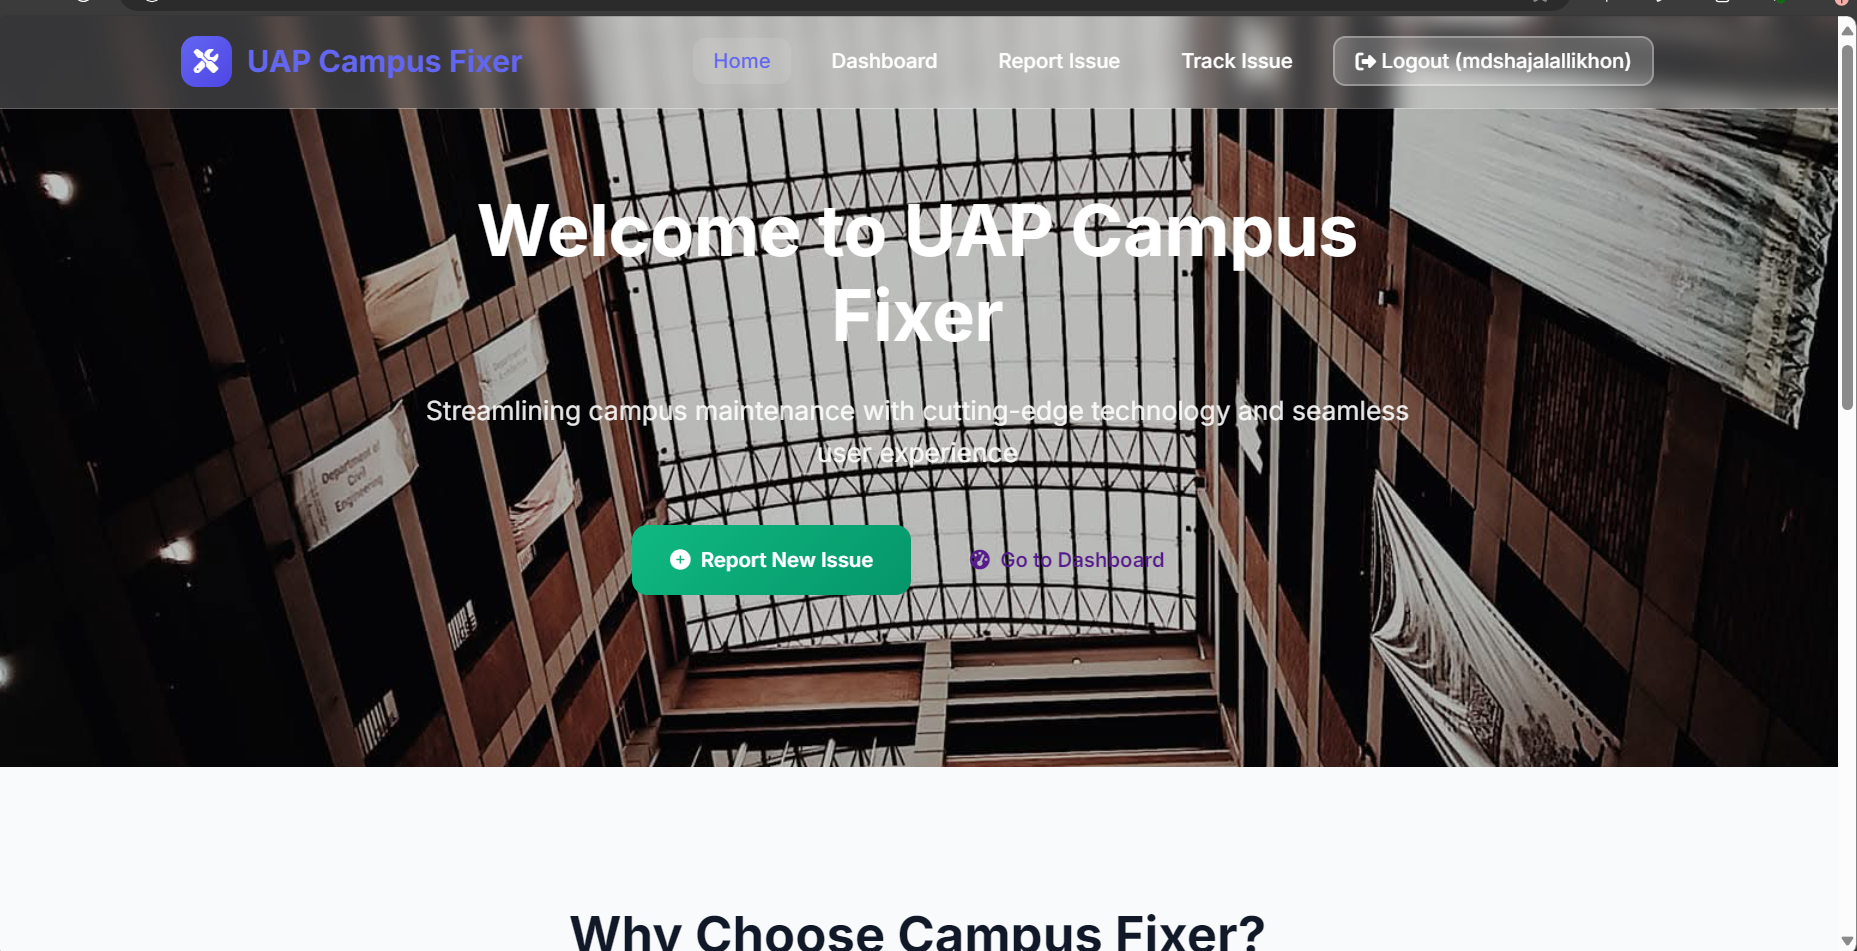 UAP Campus Fixer
Home
Dashboard
Report Issue
Track Issue
Logout (mdshajalallikhon)
Welcome to UAP Campus
Fixer
Streamlining campus maintenance with cutting-edge technology and seamless
user experience
Department of
Civil
Engineering
Report New Issue
Go to Dashboard
Why Choose Campus Fixer?